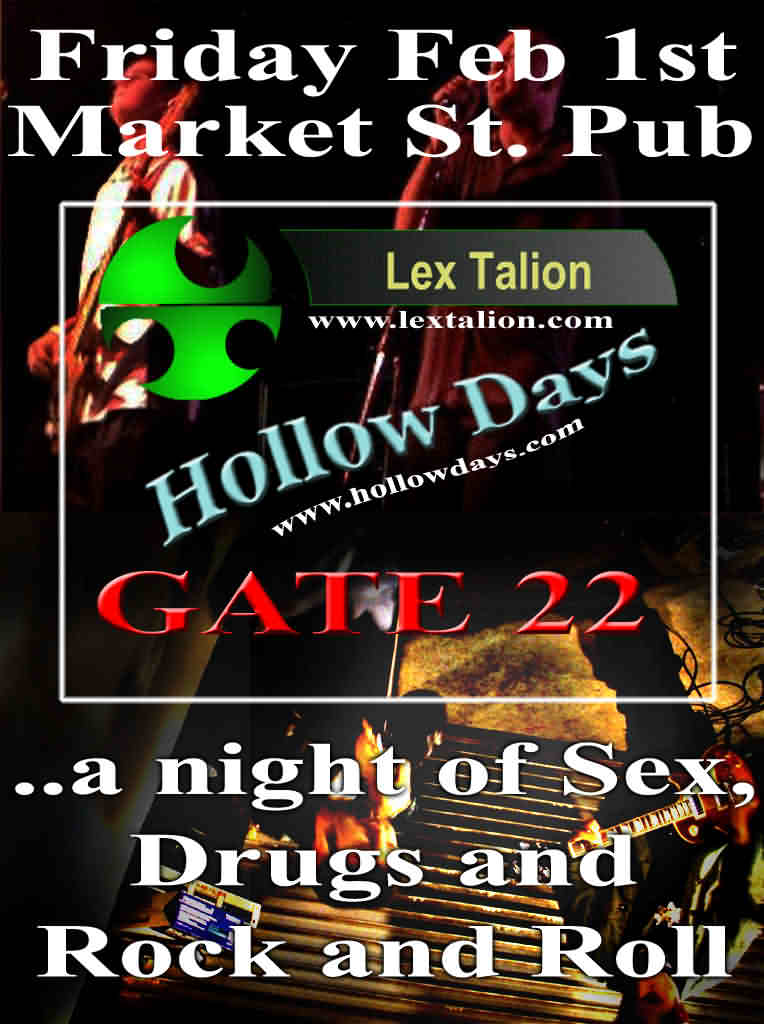 Friday Feb 1st
Market St. Pub
Lex Talion
www.lextalion.com
Hollow Days
www.hollowdays.com
GATE 22
..a night of Sex,
Drugs and
Rock and Roll